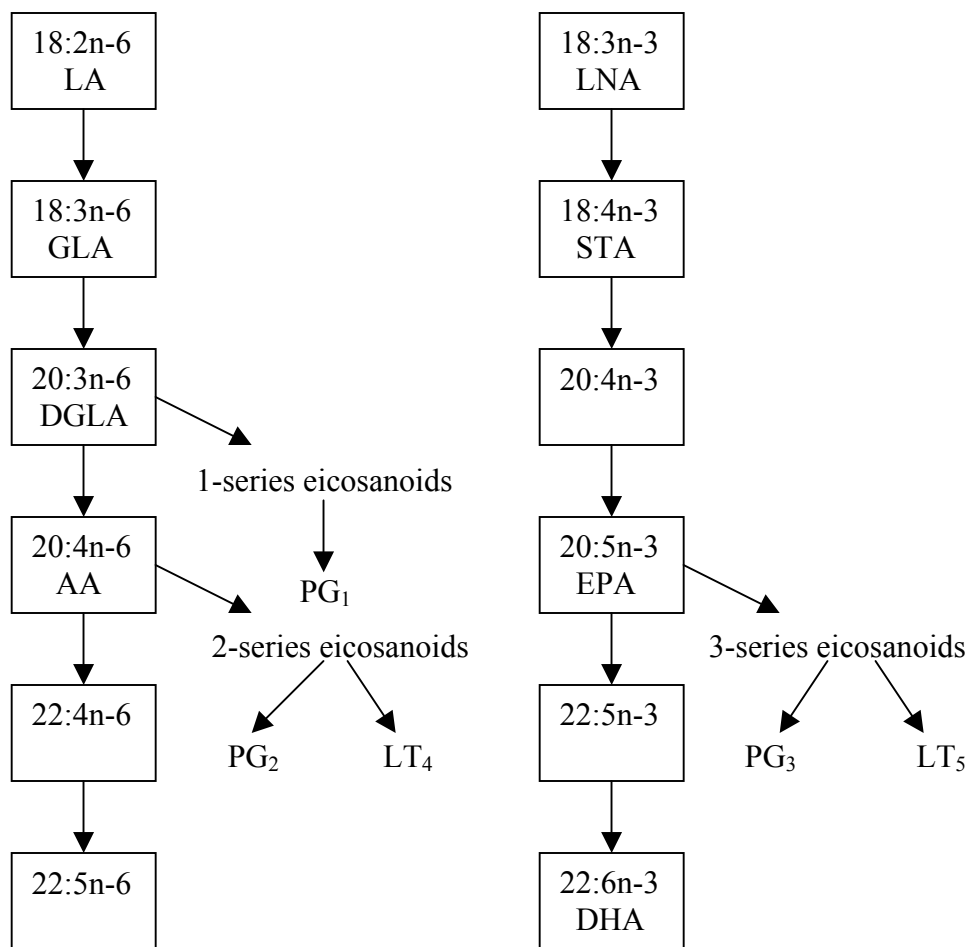 18:2n-6
LA
18:3n-3
LNA
18:3n-6
GLA
18:4n-3
STA
20:3n-6
DGLA
20:4n-3
1-series eicosanoids
20:4n-6
AA
20:5n-3
EPA
PG₁
2-series eicosanoids
3-series eicosanoids
22:4n-6
22:5n-3
PG₂
LT₄
PG₃
LT₅
22:5n-6
22:6n-3
DHA